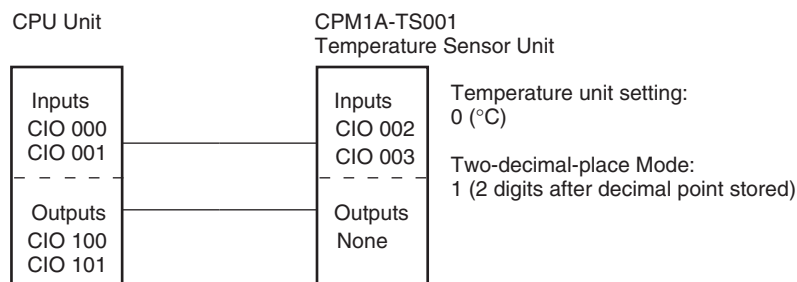 CPU Unit
CPM1A-TS001
Temperature Sensor Unit
Inputs
CIO 000
CIO 001
Outputs
CIO 100
CIO 101
Inputs
CIO 002
CIO 003
Outputs
None
Temperature unit setting:
0 (°C)
Two-decimal-place Mode:
1 (2 digits after decimal point stored)